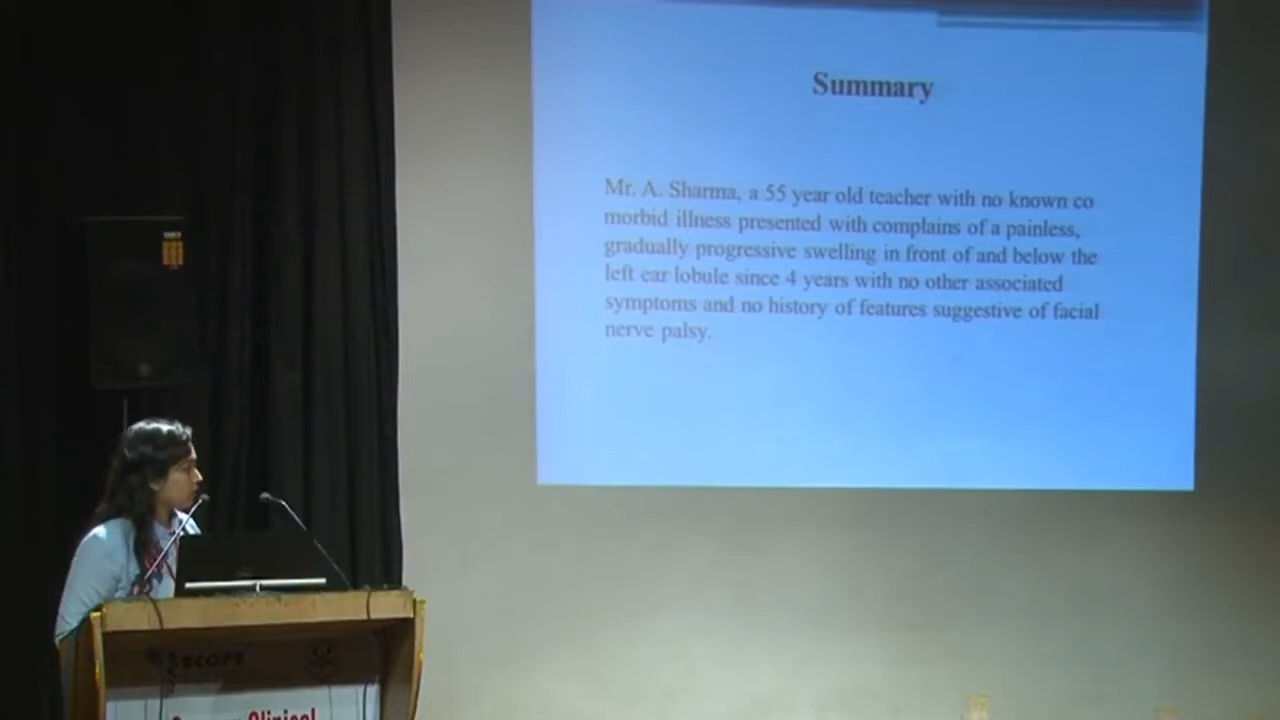 Summary
Mr. A. Sharma, a 55 year old teacher with no known co
morbid illness presented with complains of a painless,
gradually progressive swelling in front of and below the
left ear lobule since 4 years with no other associated
symptoms and no history of features suggestive of facial
nerve palsy.
Clinical